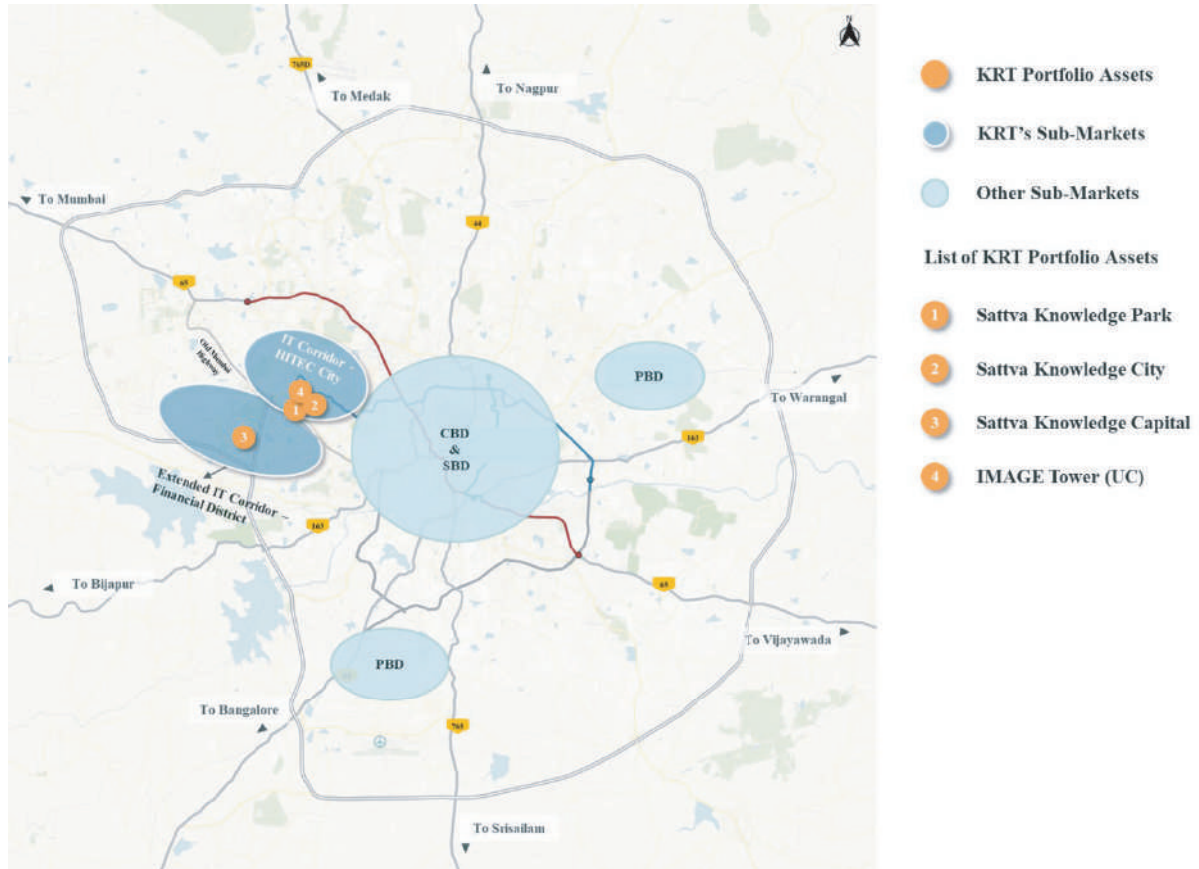 N
765D
To Medak
To Nagpur
To Mumbai
44
65
Old Mumbai
Highway
IT Corridor -
HITEC City
4
1
2
3
PBD
To Warangal
163
CBD
&
SBD
Extended IT Corridor –
Financial District
163
To Bijapur
65
To Vijayawada
PBD
To Bangalore
765
To Srisailam
KRT Portfolio Assets
KRT's Sub-Markets
Other Sub-Markets
List of KRT Portfolio Assets
1 Sattva Knowledge Park
2 Sattva Knowledge City
3 Sattva Knowledge Capital
4 IMAGE Tower (UC)